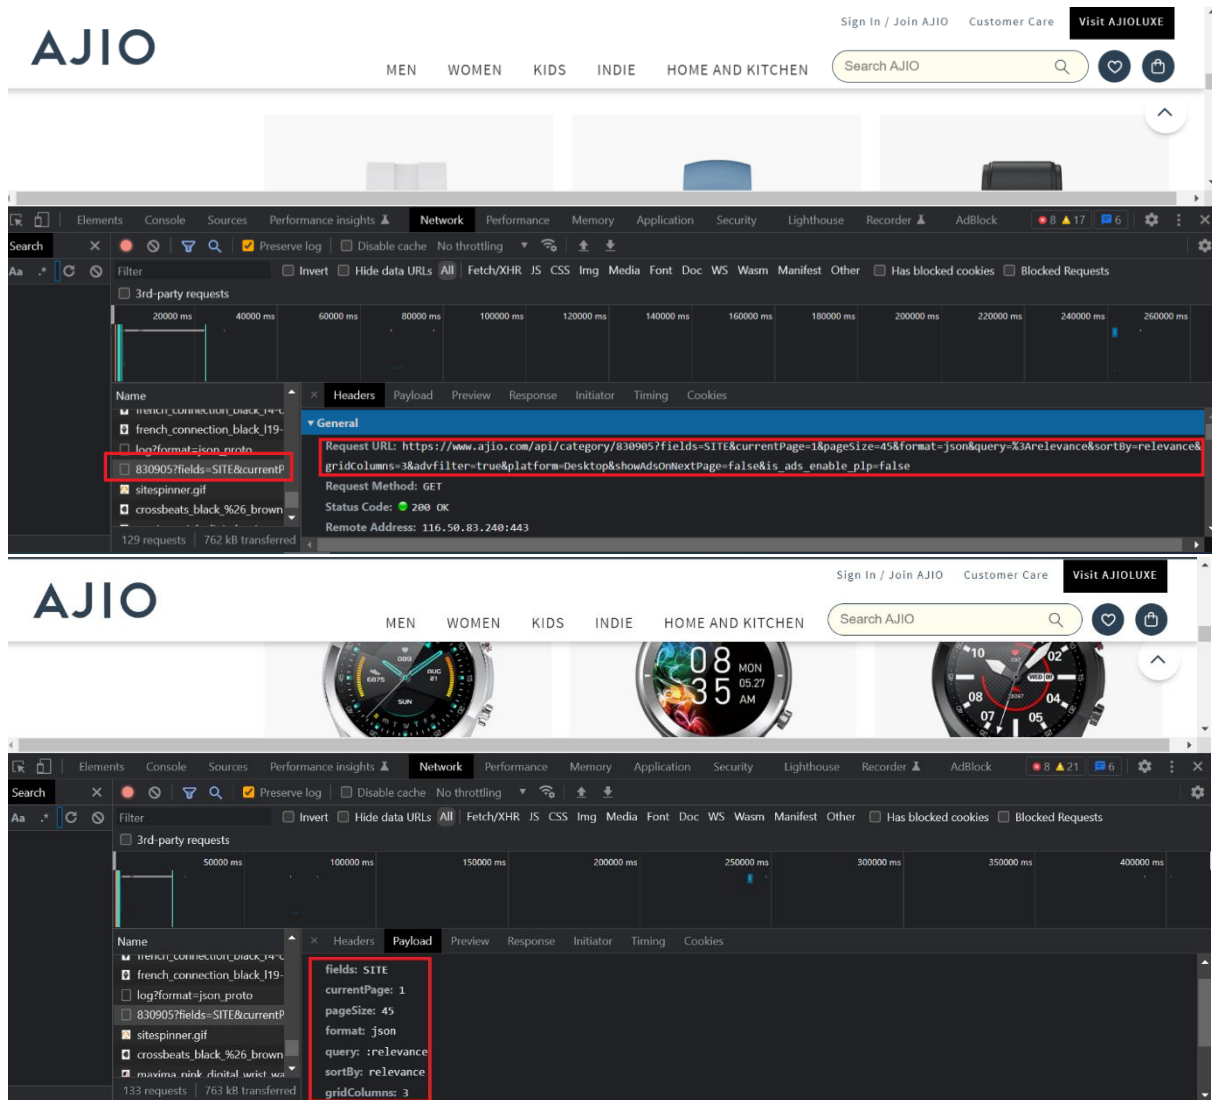 Sign In / Join AJIO Customer Care Visit AJIOLUXE
AJIO
MEN WOMEN KIDS INDIE HOME AND KITCHEN Search AJIO
Elements Console Sources Performance insights Network Performance Memory Application Security Lighthouse Recorder AdBlock 8 17 6
Search Preserve log Disable cache No throttling
Aa .* Filter Invert Hide data URLs All Fetch/XHR JS CSS Img Media Font Doc WS Wasm Manifest Other Has blocked cookies Blocked Requests
3rd-party requests
20000 ms 40000 ms 60000 ms 80000 ms 100000 ms 120000 ms 140000 ms 160000 ms 180000 ms 200000 ms 220000 ms 240000 ms 260000 ms
Name Headers Payload Preview Response Initiator Timing Cookies
french_connection_black_l19-
General
log?format=json_proto
Request URL: https://www.ajio.com/api/category/830905?fields=SITE&currentPage=1&pageSize=45&format=json&query=%3Arelevance&sortBy=relevance&
830905?fields=SITE&currentP
gridColumns=3&advfilter=true&platform=Desktop&showAdsOnNextPage=false&is_ads_enable_plp=false
sitespinner.gif
Request Method: GET
crossbeats_black_%26_brown
Status Code: 200 OK
Remote Address: 116.50.83.240:443
129 requests 762 kB transferred
Sign In / Join AJIO Customer Care Visit AJIOLUXE
AJIO
MEN WOMEN KIDS INDIE HOME AND KITCHEN Search AJIO
089
6875
AUG
21
SUN
08 MON
35 05.27
AM
10
02
WED
08
04
07
05
Elements Console Sources Performance insights Network Performance Memory Application Security Lighthouse Recorder AdBlock 8 21 6
Search Preserve log Disable cache No throttling
Aa .* Filter Invert Hide data URLs All Fetch/XHR JS CSS Img Media Font Doc WS Wasm Manifest Other Has blocked cookies Blocked Requests
3rd-party requests
50000 ms 100000 ms 150000 ms 200000 ms 250000 ms 300000 ms 350000 ms 400000 ms
Name Headers Payload Preview Response Initiator Timing Cookies
french_connection_black_l19-
fields: SITE
log?format=json_proto
currentPage: 1
830905?fields=SITE&currentP
pageSize: 45
sitespinner.gif
format: json
crossbeats_black_%26_brown
query: :relevance
maxima_pink_digital_wrist_wa
sortBy: relevance
133 requests 763 kB transferred
gridColumns: 3